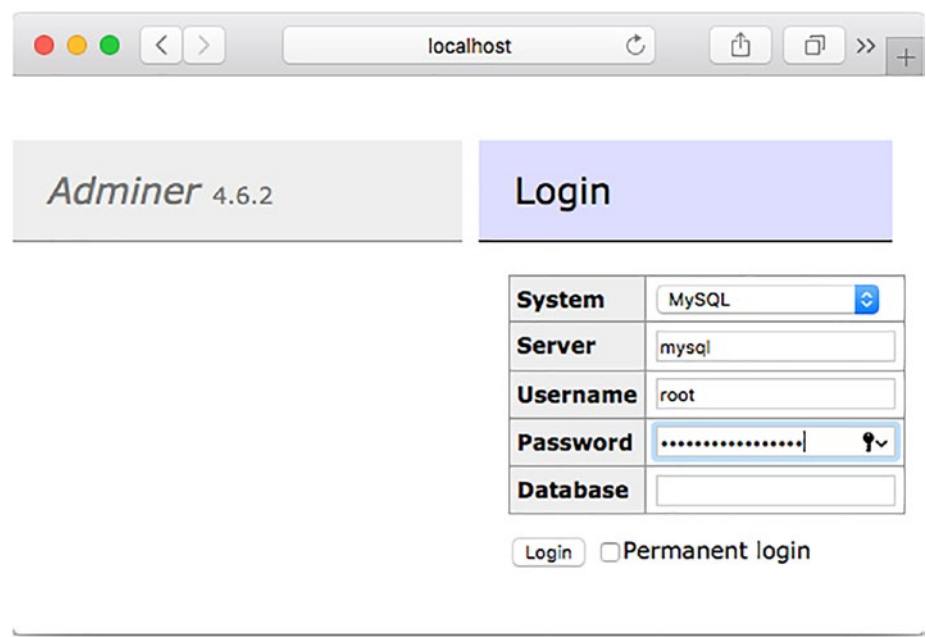 localhost
Adminer 4.6.2
Login
System MySQL
Server mysql
Username root
Password •••••••••••••••••
Database
Login Permanent login